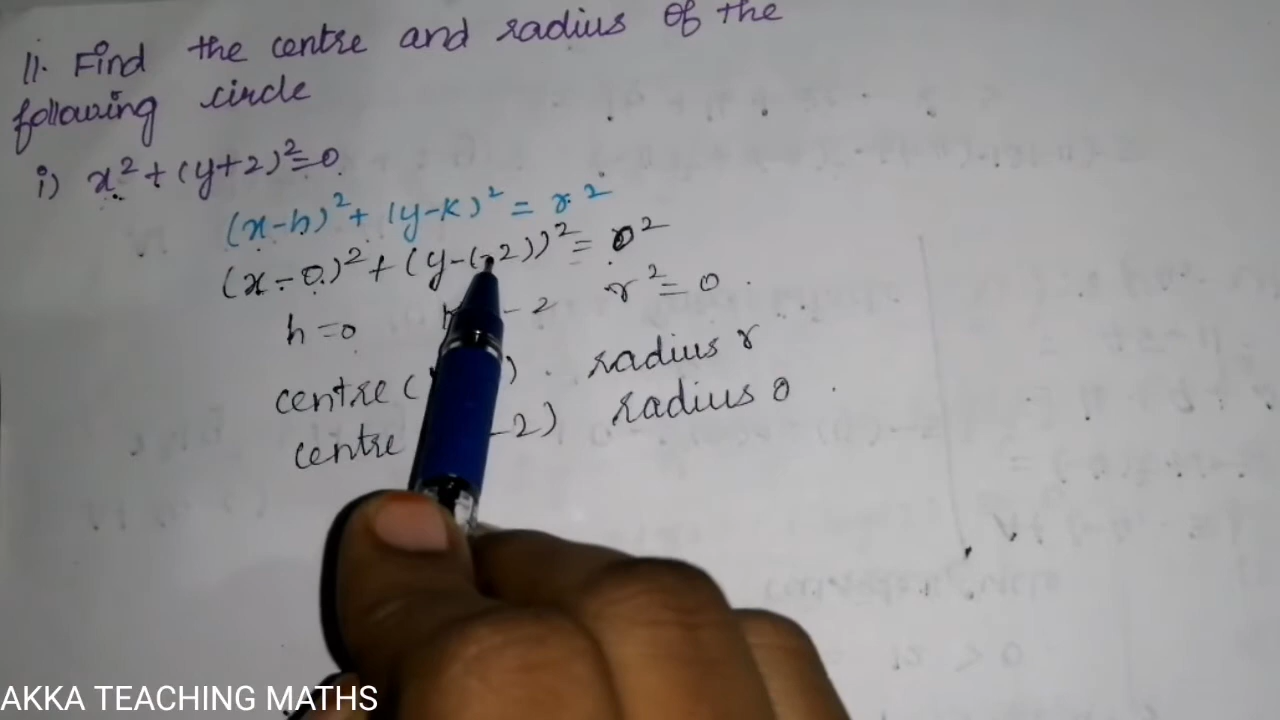 11. Find the centre and radius of the
following circle
i) x² + (y+2)² = 0
(x-h)² + (y-k)² = r²
(x-0)² + (y-(-2))² = 0²
h = 0 -2 r² = 0
centre ( ) radius r
centre -2) radius 0
AKKA TEACHING MATHS